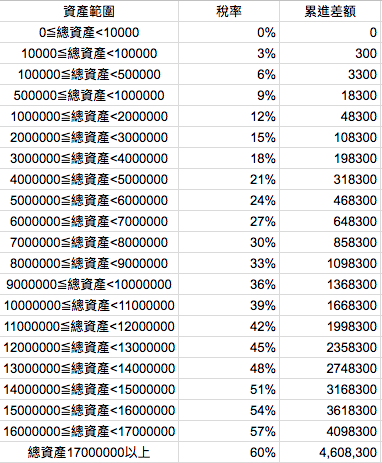 資產範圍 稅率 累進差額
0≦總資產<10000 0% 0
10000≦總資產<100000 3% 300
100000≦總資產<500000 6% 3300
500000≦總資產<1000000 9% 18300
1000000≦總資產<2000000 12% 48300
2000000≦總資產<3000000 15% 108300
3000000≦總資產<4000000 18% 198300
4000000≦總資產<5000000 21% 318300
5000000≦總資產<6000000 24% 468300
6000000≦總資產<7000000 27% 648300
7000000≦總資產<8000000 30% 858300
8000000≦總資產<9000000 33% 1098300
9000000≦總資產<10000000 36% 1368300
10000000≦總資產<11000000 39% 1668300
11000000≦總資產<12000000 42% 1998300
12000000≦總資產<13000000 45% 2358300
13000000≦總資產<14000000 48% 2748300
14000000≦總資產<15000000 51% 3168300
15000000≦總資產<16000000 54% 3618300
16000000≦總資產<17000000 57% 4098300
總資產17000000以上 60% 4,608,300